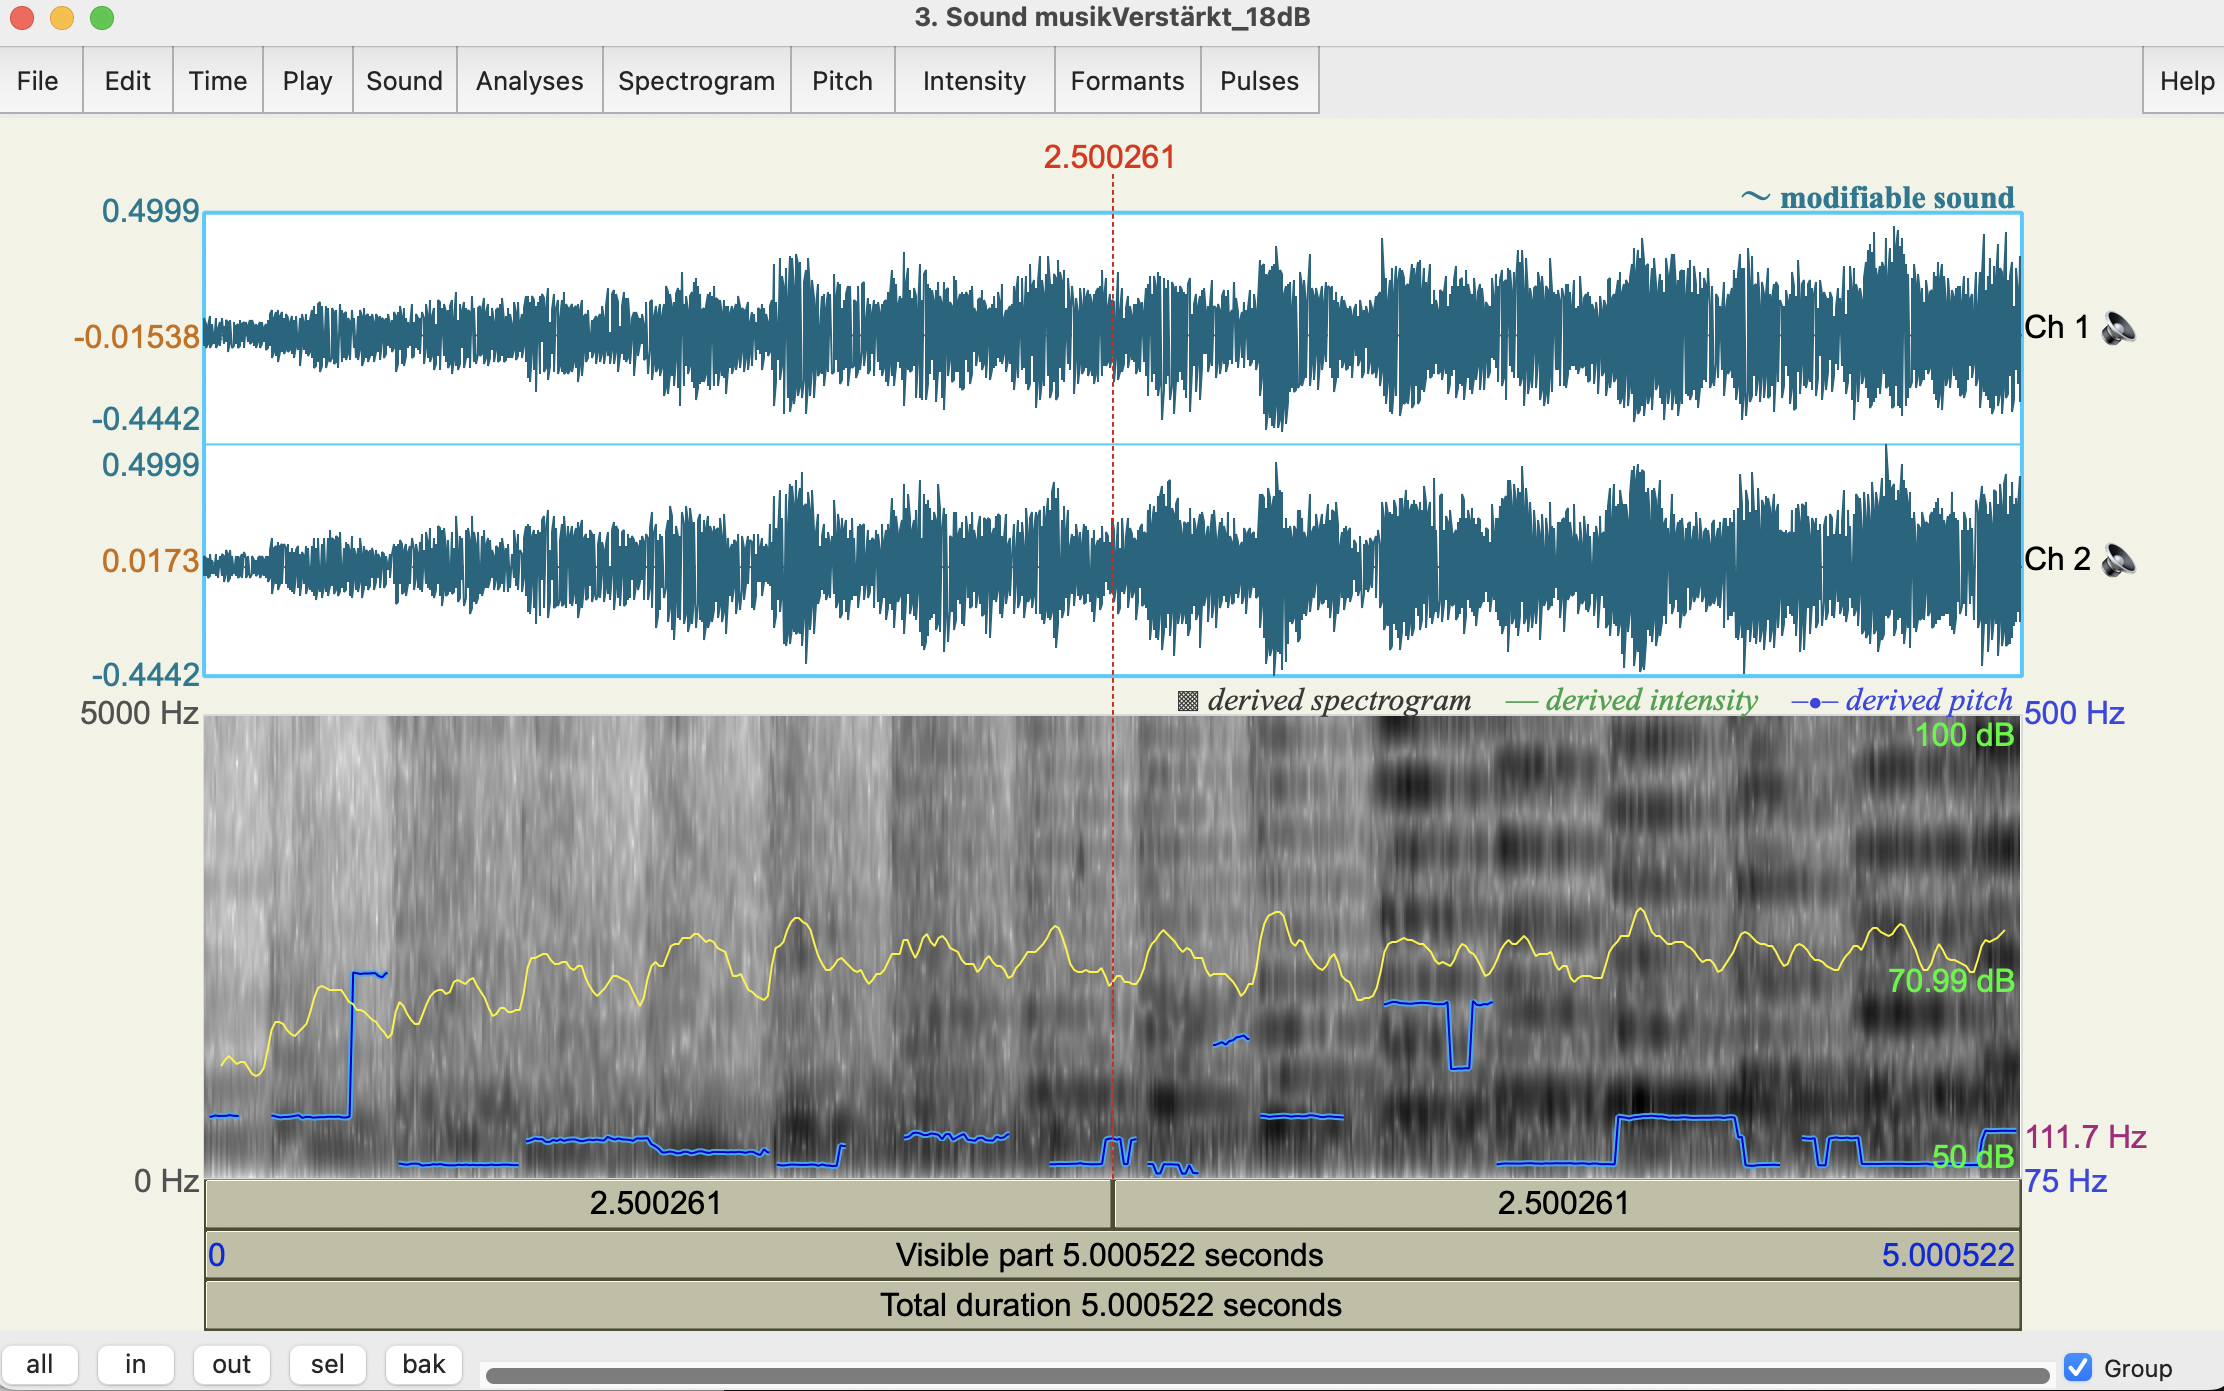 3. Sound musikVerstärkt_18dB
File Edit Time Play Sound Analyses Spectrogram Pitch Intensity Formants Pulses Help
2.500261
modifiable sound
0.4999
-0.01538
-0.4442
Ch 1
0.4999
0.0173
-0.4442
Ch 2
derived spectrogram derived intensity derived pitch
5000 Hz
500 Hz
100 dB
70.99 dB
111.7 Hz
50 dB
0 Hz
75 Hz
2.500261 2.500261
0 Visible part 5.000522 seconds 5.000522
Total duration 5.000522 seconds
all in out sel bak Group